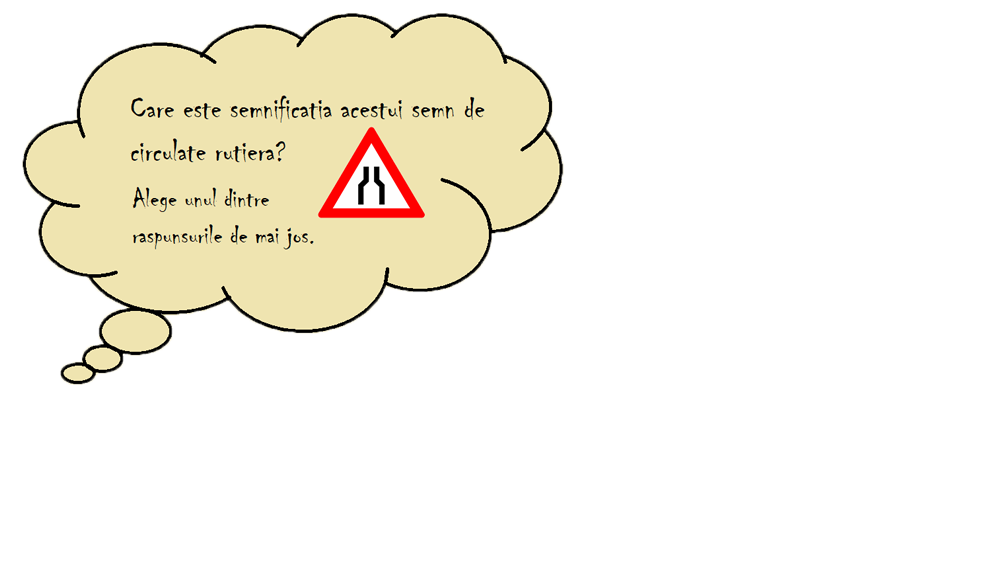 Care este semnificatia acestui semn de
circulate rutiera?
Alege unul dintre
raspunsurile de mai jos.